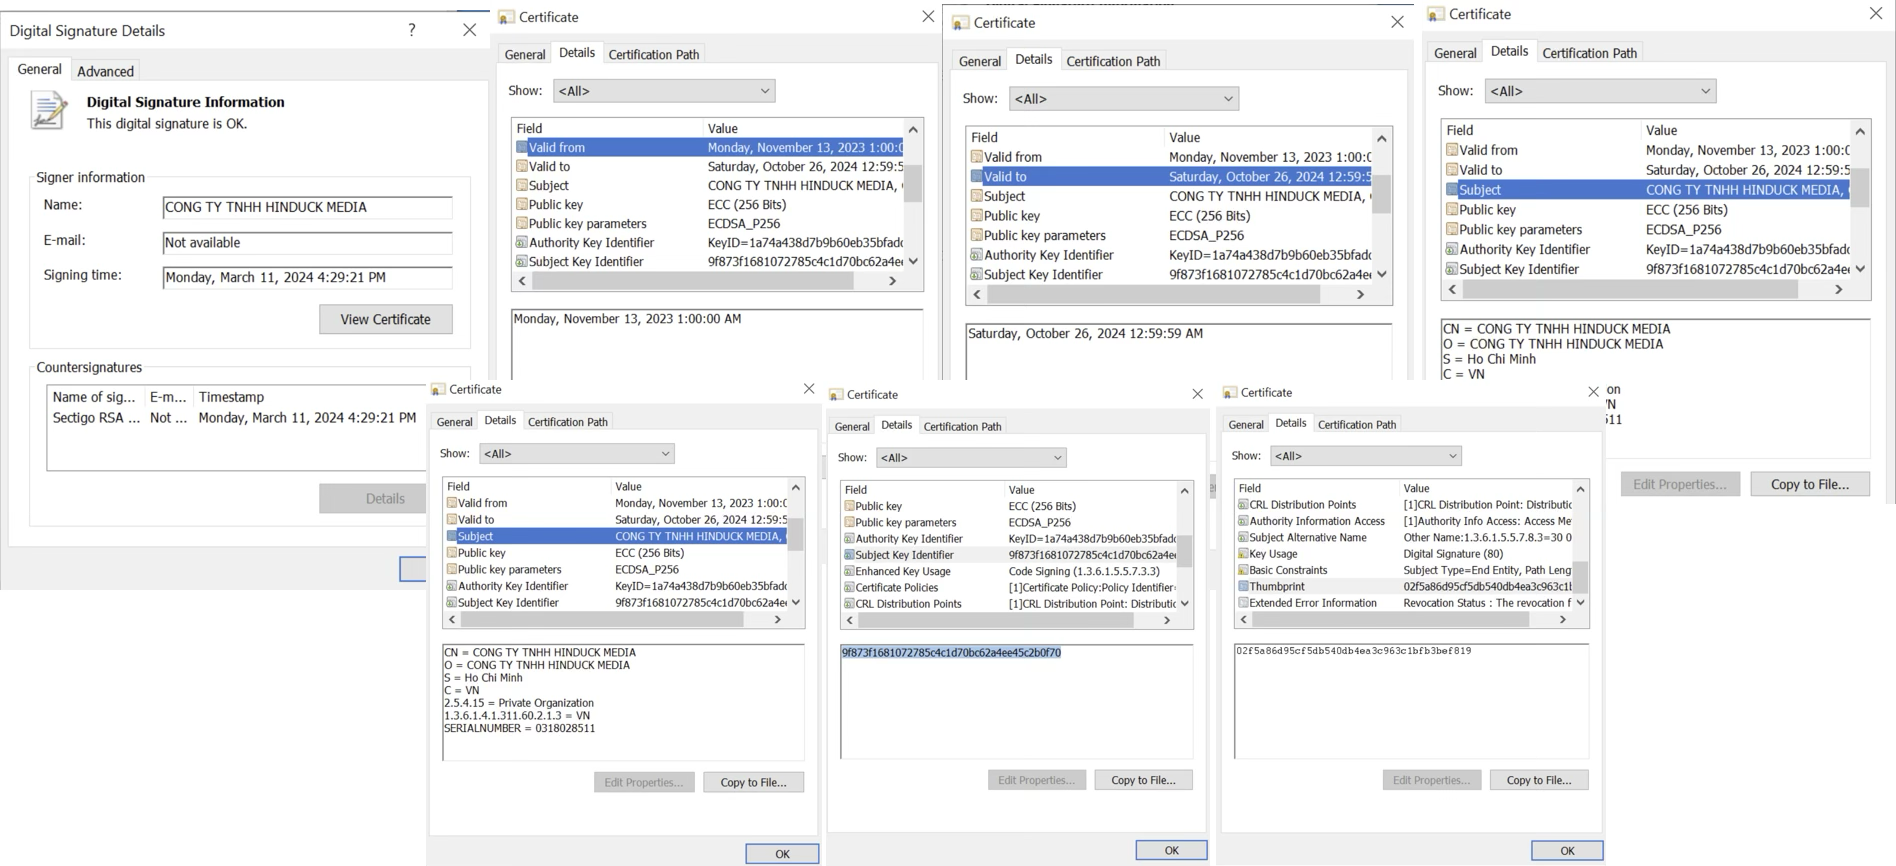 Digital Signature Details ? 
General Advanced
Digital Signature Information
This digital signature is OK.
Signer information
Name: CONG TY TNHH HINDUCK MEDIA
E-mail: Not available
Signing time: Monday, March 11, 2024 4:29:21 PM
View Certificate
Countersignatures
Name of sig... E-m... Timestamp
Sectigo RSA ... Not ... Monday, March 11, 2024 4:29:21 PM
Details
Certificate
General Details Certification Path
Show: <All>
Field Value
Valid from Monday, November 13, 2023 1:00:0
Valid to Saturday, October 26, 2024 12:59:5
Subject CONG TY TNHH HINDUCK MEDIA,
Public key ECC (256 Bits)
Public key parameters ECDSA_P256
Authority Key Identifier KeyID=1a74a438d7b9b60eb35bfadc
Subject Key Identifier 9f873f1681072785c4c1d70bc62a4e
Monday, November 13, 2023 1:00:00 AM
Certificate
General Details Certification Path
Show: <All>
Field Value
Valid from Monday, November 13, 2023 1:00:0
Valid to Saturday, October 26, 2024 12:59:5
Subject CONG TY TNHH HINDUCK MEDIA,
Public key ECC (256 Bits)
Public key parameters ECDSA_P256
Authority Key Identifier KeyID=1a74a438d7b9b60eb35bfadc
Subject Key Identifier 9f873f1681072785c4c1d70bc62a4e
Saturday, October 26, 2024 12:59:59 AM
Certificate
General Details Certification Path
Show: <All>
Field Value
Valid from Monday, November 13, 2023 1:00:0
Valid to Saturday, October 26, 2024 12:59:5
Subject CONG TY TNHH HINDUCK MEDIA,
Public key ECC (256 Bits)
Public key parameters ECDSA_P256
Authority Key Identifier KeyID=1a74a438d7b9b60eb35bfadc
Subject Key Identifier 9f873f1681072785c4c1d70bc62a4e
CN = CONG TY TNHH HINDUCK MEDIA
O = CONG TY TNHH HINDUCK MEDIA
S = Ho Chi Minh
C = VN
on
N
511
Edit Properties... Copy to File...
Certificate
General Details Certification Path
Show: <All>
Field Value
Valid from Monday, November 13, 2023 1:00:0
Valid to Saturday, October 26, 2024 12:59:5
Subject CONG TY TNHH HINDUCK MEDIA,
Public key ECC (256 Bits)
Public key parameters ECDSA_P256
Authority Key Identifier KeyID=1a74a438d7b9b60eb35bfadc
Subject Key Identifier 9f873f1681072785c4c1d70bc62a4e
CN = CONG TY TNHH HINDUCK MEDIA
O = CONG TY TNHH HINDUCK MEDIA
S = Ho Chi Minh
C = VN
2.5.4.15 = Private Organization
1.3.6.1.4.1.311.60.2.1.3 = VN
SERIALNUMBER = 0318028511
Edit Properties... Copy to File...
OK
Certificate
General Details Certification Path
Show: <All>
Field Value
Public key ECC (256 Bits)
Public key parameters ECDSA_P256
Authority Key Identifier KeyID=1a74a438d7b9b60eb35bfadc
Subject Key Identifier 9f873f1681072785c4c1d70bc62a4e
Enhanced Key Usage Code Signing (1.3.6.1.5.5.7.3.3)
Certificate Policies [1]Certificate Policy:Policy Identifier=
CRL Distribution Points [1]CRL Distribution Point: Distributic
9f873f1681072785c4c1d70bc62a4ee45c2b0f70
Edit Properties... Copy to File...
OK
Certificate
General Details Certification Path
Show: <All>
Field Value
CRL Distribution Points [1]CRL Distribution Point: Distributic
Authority Information Access [1]Authority Info Access: Access Me
Subject Alternative Name Other Name:1.3.6.1.5.5.7.8.3=30 0
Key Usage Digital Signature (80)
Basic Constraints Subject Type=End Entity, Path Leng
Thumbprint 02f5a86d95cf5db540db4ea3c963c1b
Extended Error Information Revocation Status : The revocation f
02f5a86d95cf5db540db4ea3c963c1bfb3bef819
Edit Properties... Copy to File...
OK